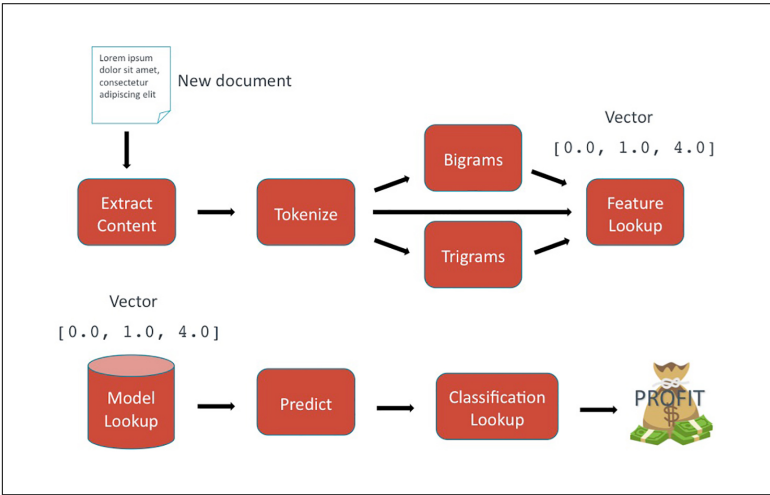 Lorem ipsum
dolor sit amet,
consectetur
adipiscing elit
New document
Vector
[0.0, 1.0, 4.0]
Bigrams
Extract
Content
Tokenize
Feature
Lookup
Trigrams
Vector
[0.0, 1.0, 4.0]
Model
Lookup
Predict
Classification
Lookup
PROFIT
$